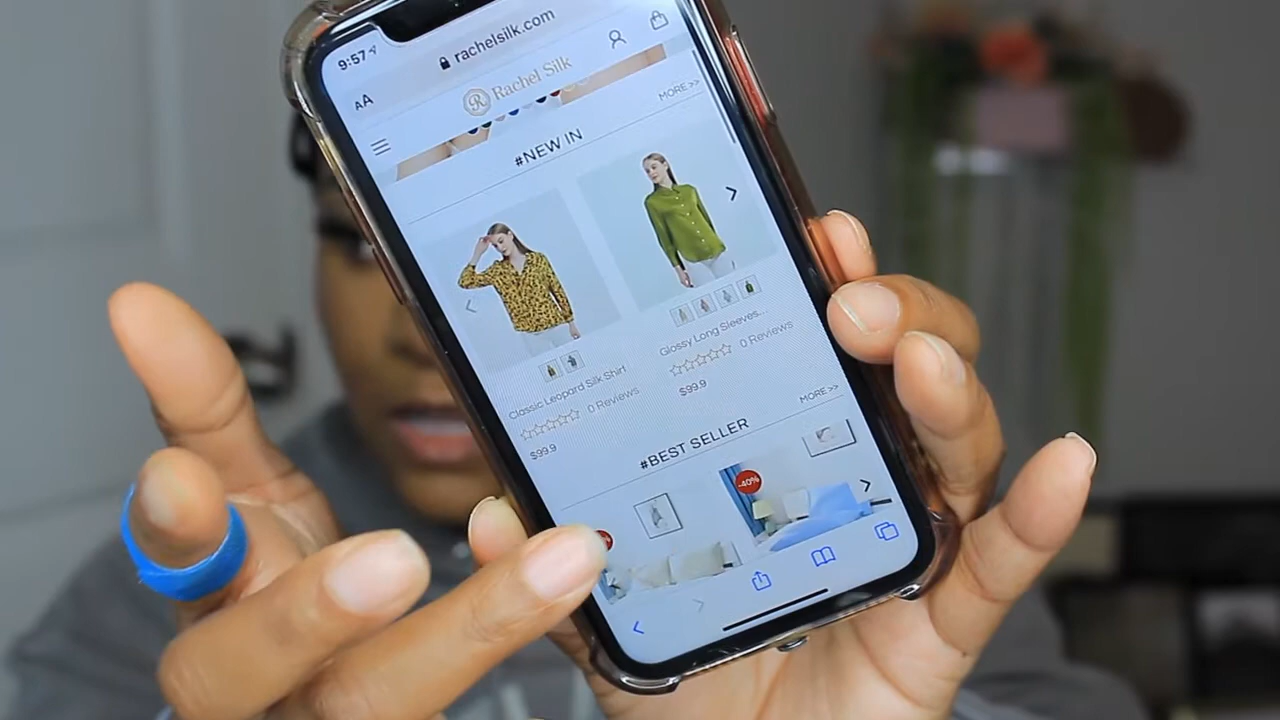 9:57
rachelsilk.com
AA
R Rachel Silk
MORE >>
#NEW IN
Classic Leopard Silk Shirt
0 Reviews
$99.9
Glossy Long Sleeves...
0 Reviews
$99.9
MORE >>
#BEST SELLER
-40%